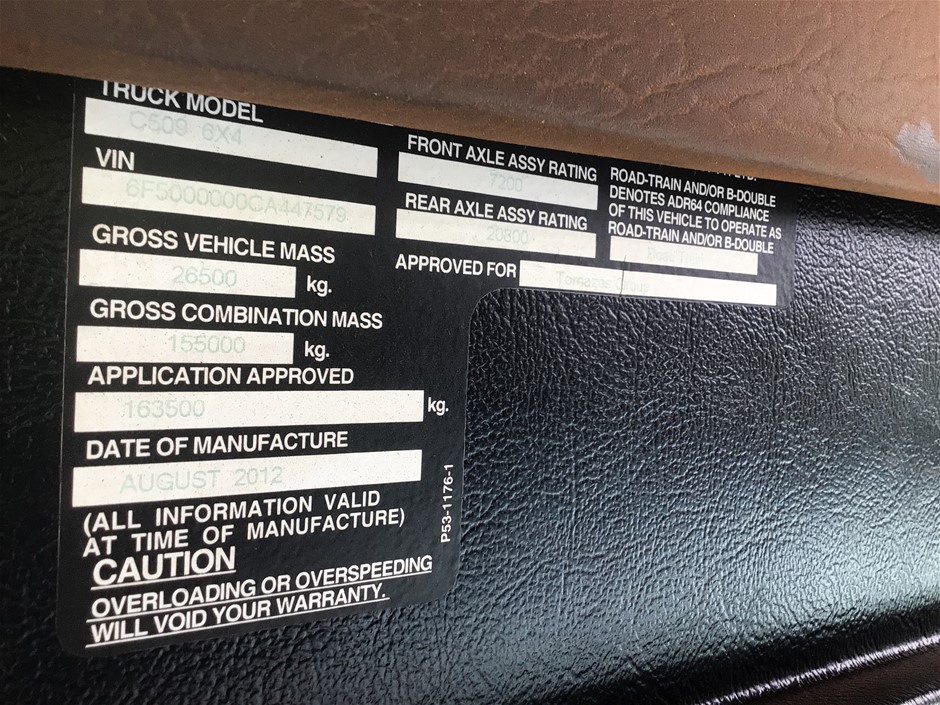 TRUCK MODEL
C509 6X4
VIN
6F5000000CA447579
GROSS VEHICLE MASS
26500 kg.
GROSS COMBINATION MASS
155000 kg.
APPLICATION APPROVED
163500 kg.
DATE OF MANUFACTURE
AUGUST 2012
(ALL INFORMATION VALID
AT TIME OF MANUFACTURE)
CAUTION
OVERLOADING OR OVERSPEEDING
WILL VOID YOUR WARRANTY.
P53-1176-1
FRONT AXLE ASSY RATING
7200
REAR AXLE ASSY RATING
APPROVED FOR
LTD.
ROAD-TRAIN AND/OR B-DOUBLE
DENOTES ADR64 COMPLIANCE
OF THIS VEHICLE TO OPERATE AS
ROAD-TRAIN AND/OR B-DOUBLE